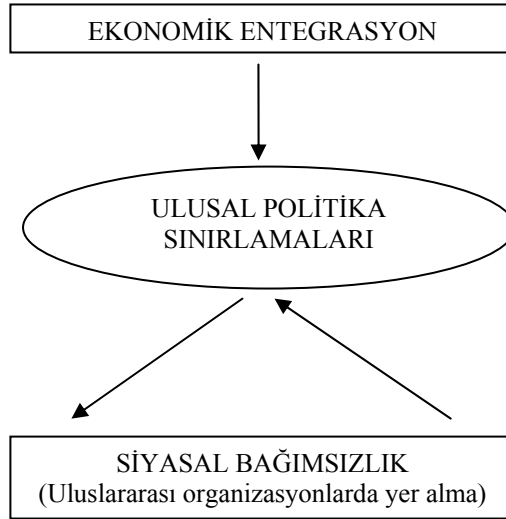 EKONOMİK ENTEGRASYON
ULUSAL POLİTİKA
SINIRLAMALARI
SİYASAL BAĞIMSIZLIK
(Uluslararası organizasyonlarda yer alma)